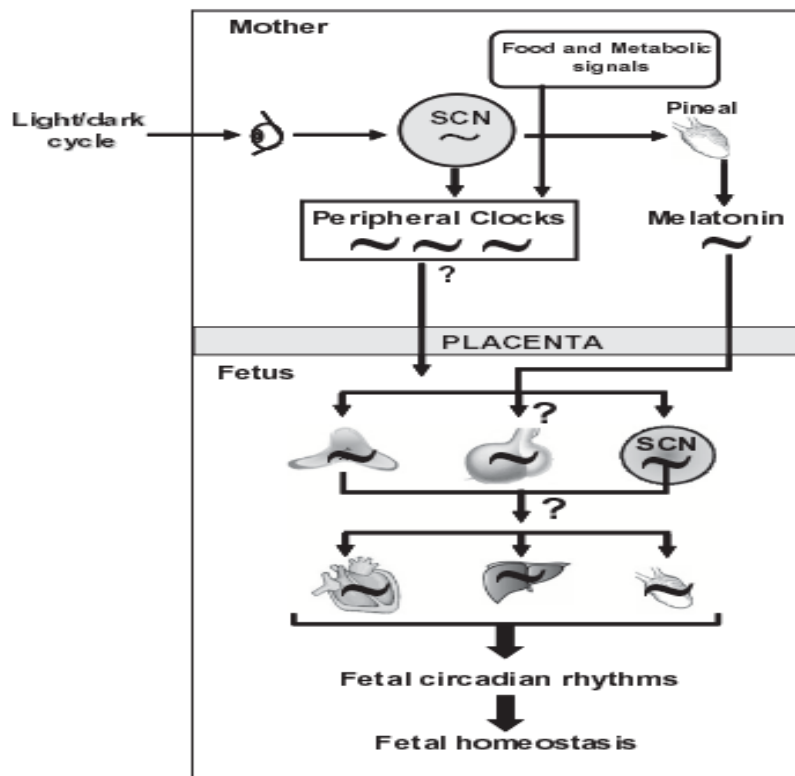 Mother
Food and Metabolic
signals
Light/dark
cycle
SCN
~
Pineal
Peripheral Clocks
~ ~ ~
Melatonin
~
?
PLACENTA
Fetus
?
SCN
~ ~ ~
?
~ ~ ~
Fetal circadian rhythms
Fetal homeostasis